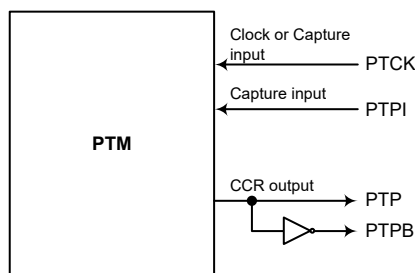 Clock or Capture
input
PTCK
Capture input
PTPI
PTM
CCR output
PTP
PTPB